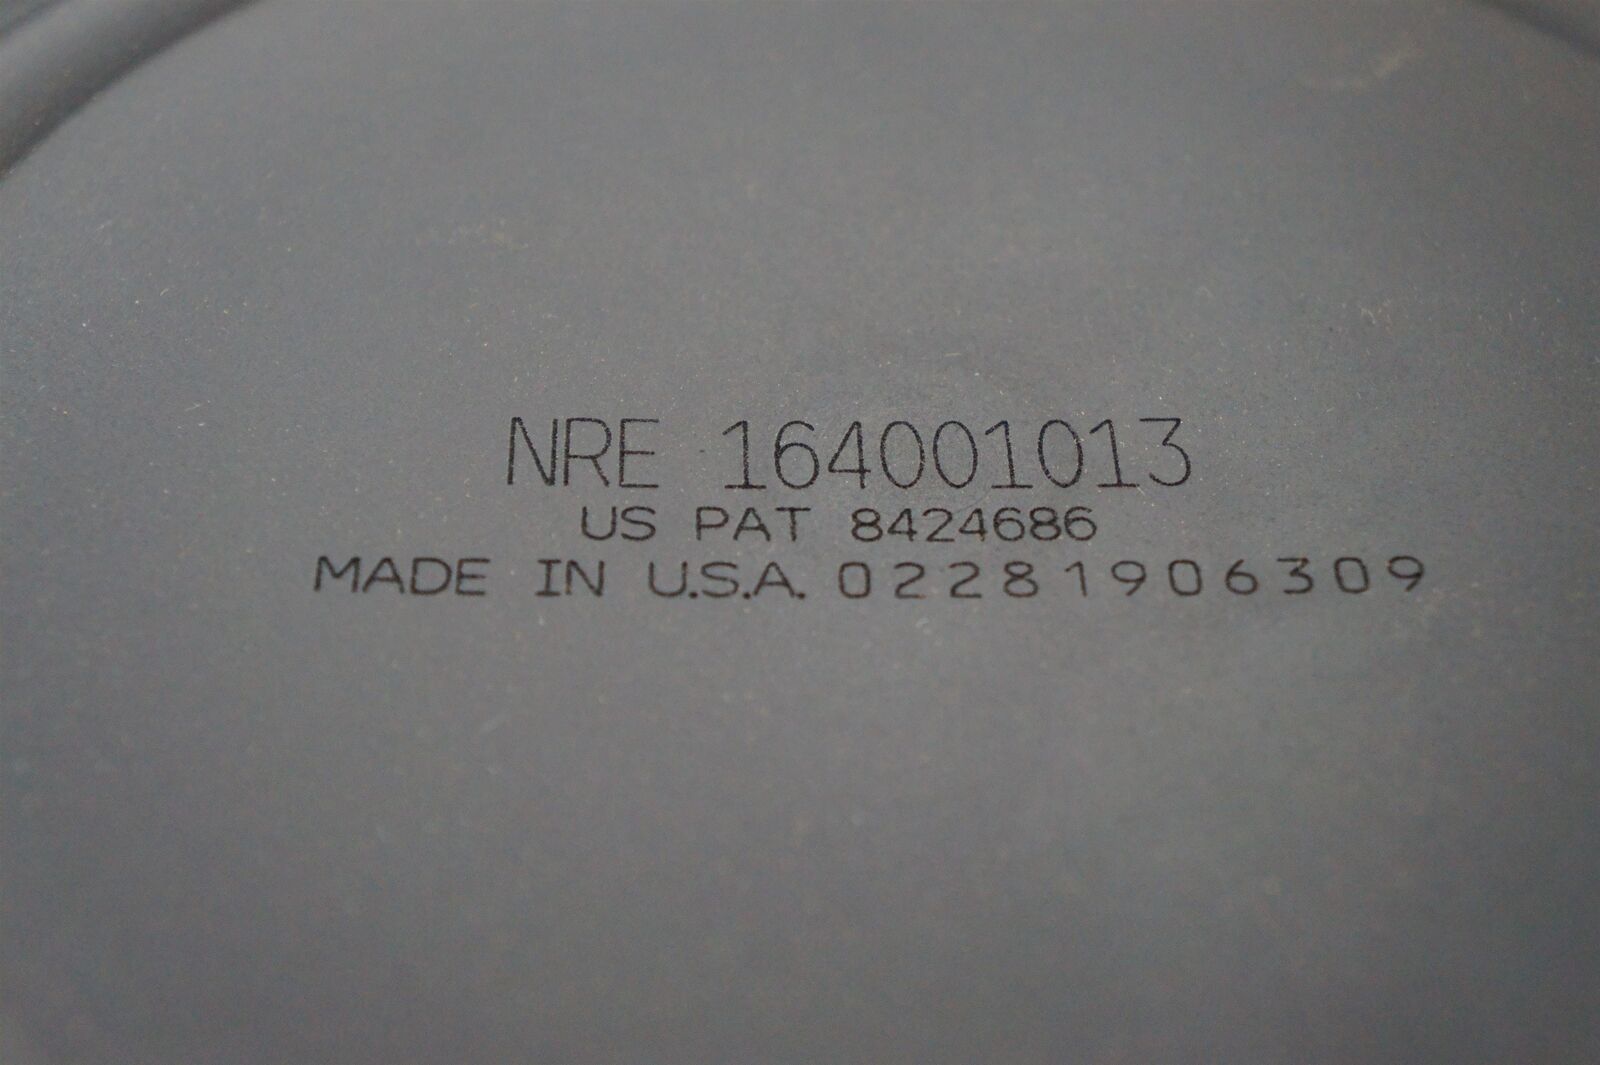 NRE 164001013
US PAT 8424686
MADE IN U.S.A. 02281906309